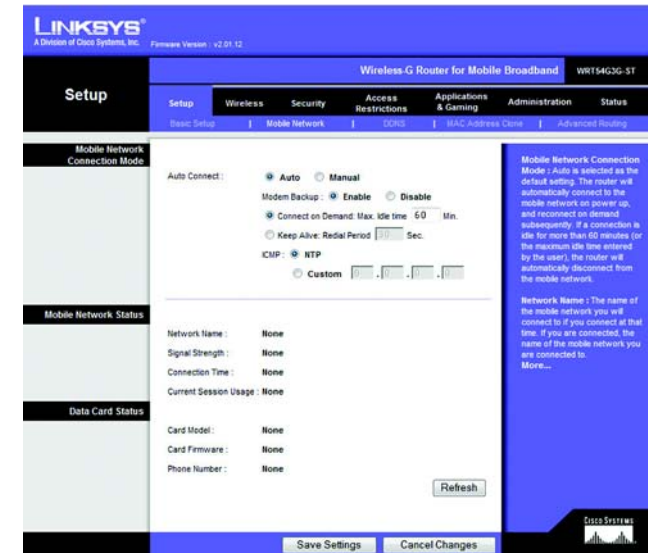 LINKSYS®
A Division of Cisco Systems, Inc.
Firmware Version : v2.01.12
Wireless-G Router for Mobile Broadband
WRT54G3G-ST
Setup
Setup
Wireless
Security
Access Restrictions
Applications & Gaming
Administration
Status
Basic Setup | Mobile Network | DDNS | MAC Address Clone | Advanced Routing
Mobile Network
Connection Mode
Auto Connect : Auto Manual
Modem Backup : Enable Disable
Connect on Demand: Max. Idle time 60 Min.
Keep Alive: Redial Period 30 Sec.
ICMP : NTP
Custom 0 . 0 . 0 . 0
Mobile Network Status
Network Name : None
Signal Strength : None
Connection Time : None
Current Session Usage : None
Data Card Status
Card Model : None
Card Firmware : None
Phone Number : None
Refresh
Mobile Network Connection
Mode : Auto is selected as the
default setting. The router will
automatically connect to the
mobile network on power up,
and reconnect on demand
subsequently. If a connection is
idle for more than 60 minutes (or
the maximum idle time entered
by the user), the router will
automatically disconnect from
the mobile network.
Network Name : The name of
the mobile network you will
connect to if you connect at that
time. If you are connected, the
name of the mobile network you
are connected to.
More...
Save Settings
Cancel Changes
CISCO SYSTEMS